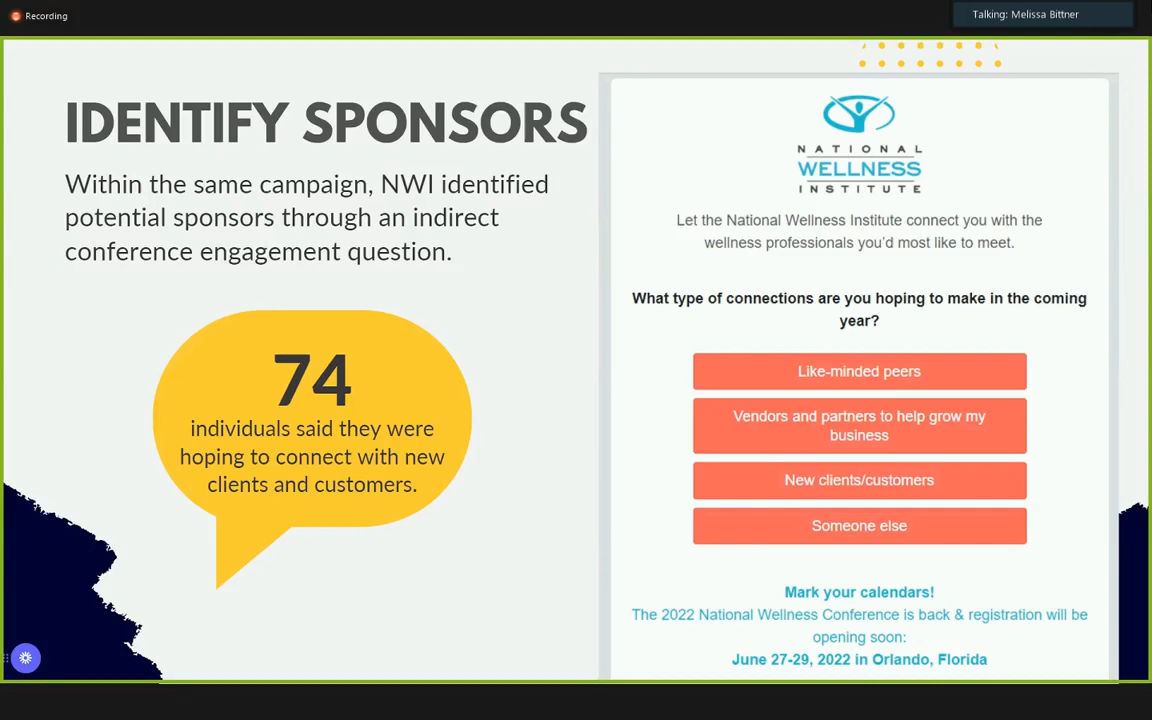 Recording
Talking: Melissa Bittner
IDENTIFY SPONSORS
Within the same campaign, NWI identified
potential sponsors through an indirect
conference engagement question.
74
individuals said they were
hoping to connect with new
clients and customers.
NATIONAL
WELLNESS
INSTITUTE
Let the National Wellness Institute connect you with the
wellness professionals you'd most like to meet.
What type of connections are you hoping to make in the coming
year?
Like-minded peers
Vendors and partners to help grow my
business
New clients/customers
Someone else
Mark your calendars!
The 2022 National Wellness Conference is back & registration will be
opening soon:
June 27-29, 2022 in Orlando, Florida